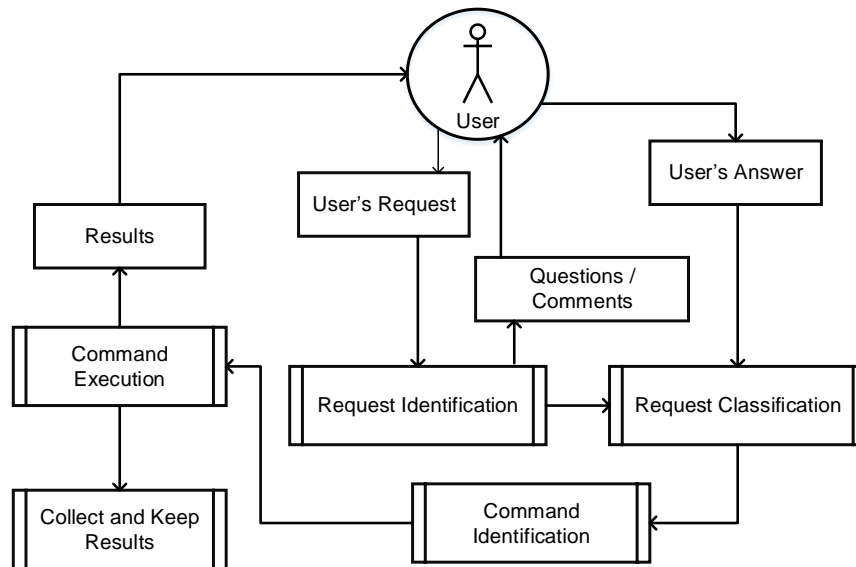 User
User’s Answer
User’s Request
Results
Questions /
Comments
Command
Execution
Request Identification
Request Classification
Collect and Keep
Results
Command
Identification